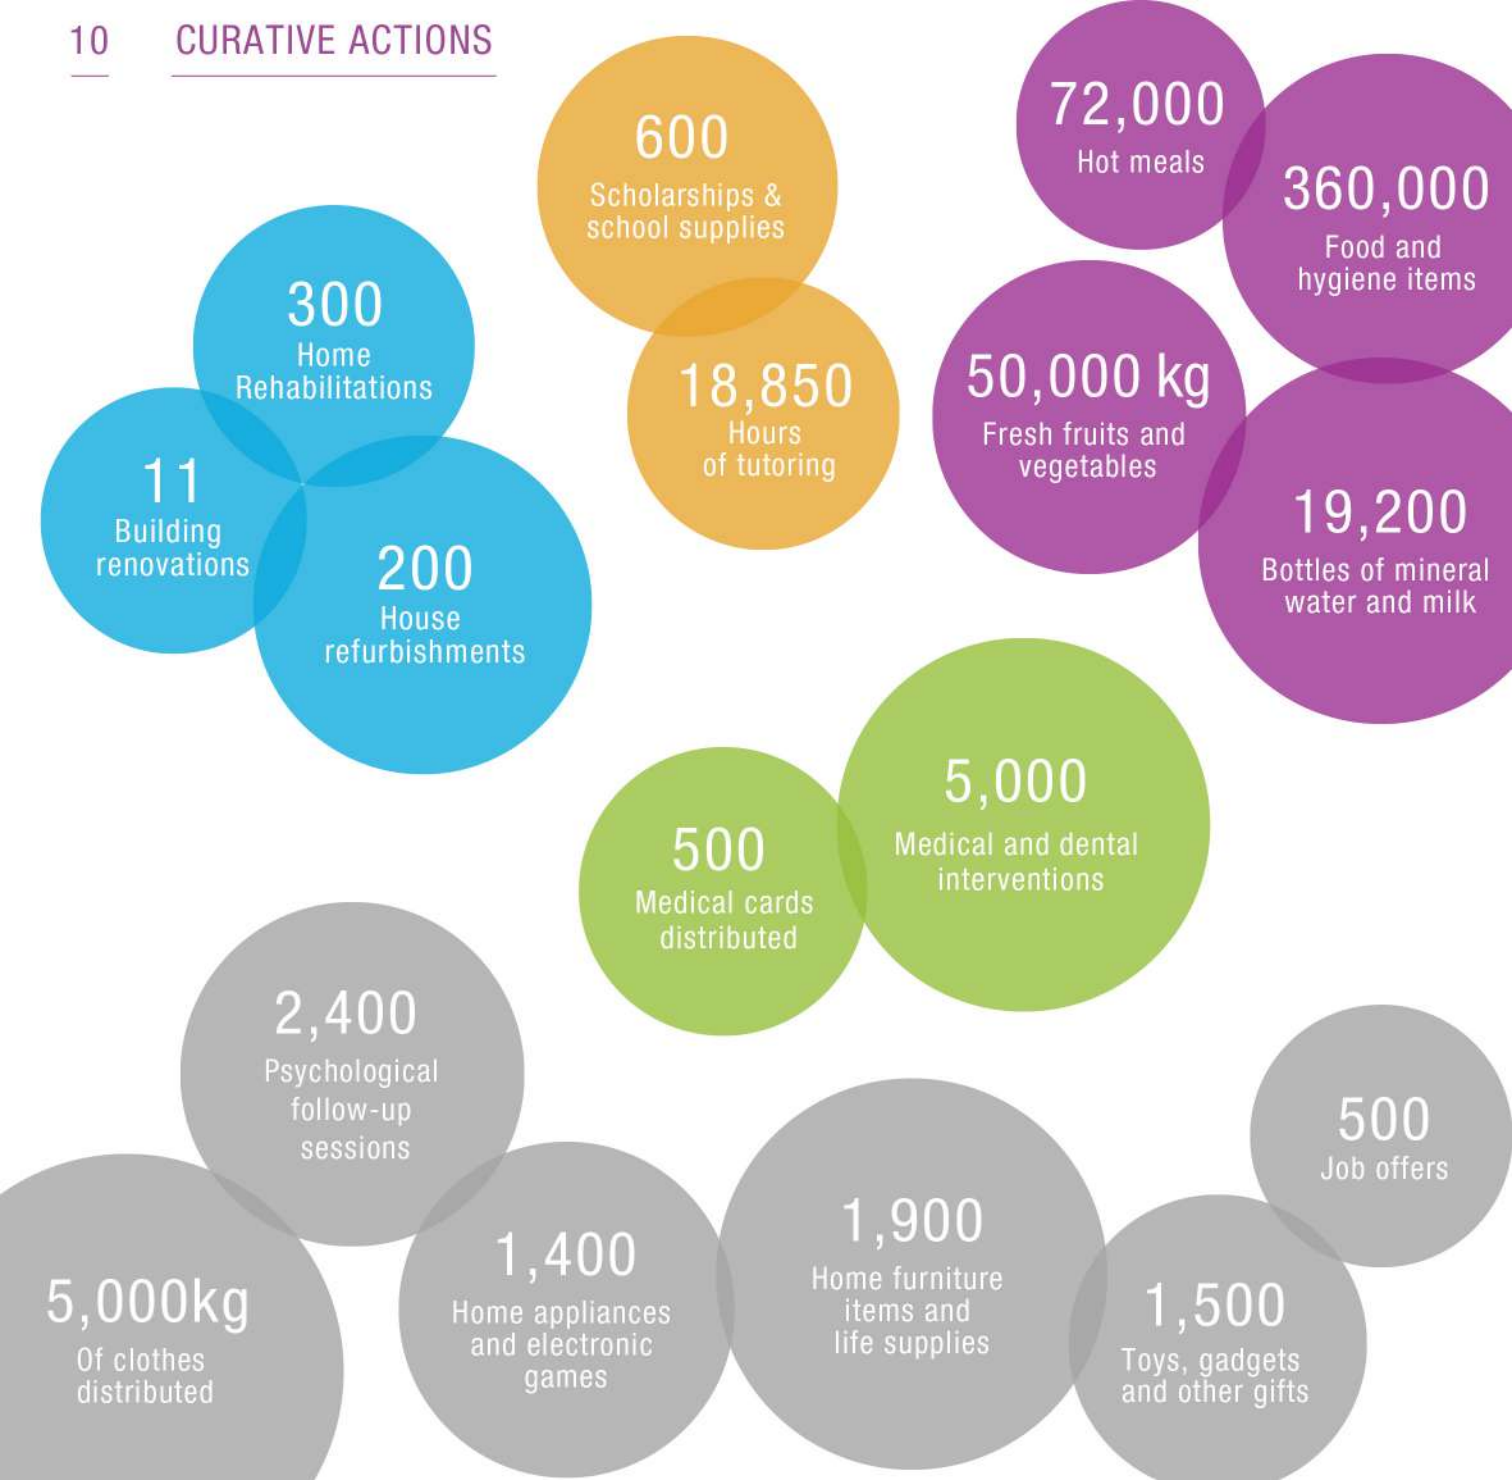 10 CURATIVE ACTIONS
600
Scholarships &
school supplies
72,000
Hot meals
360,000
Food and
hygiene items
300
Home
Rehabilitations
18,850
Hours
of tutoring
50,000 kg
Fresh fruits and
vegetables
11
Building
renovations
200
House
refurbishments
19,200
Bottles of mineral
water and milk
500
Medical cards
distributed
5,000
Medical and dental
interventions
2,400
Psychological
follow-up
sessions
500
Job offers
5,000kg
Of clothes
distributed
1,400
Home appliances
and electronic
games
1,900
Home furniture
items and
life supplies
1,500
Toys, gadgets
and other gifts